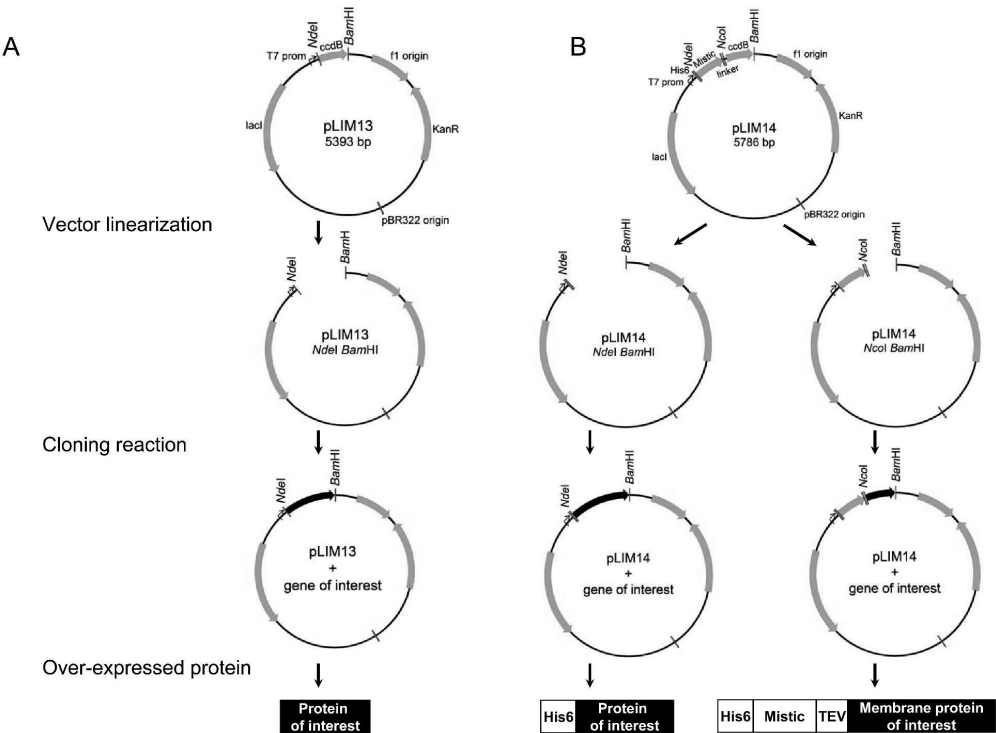 A
NdeI
ccdB
BamHI
T7 prom
f1 origin
lacI
pLIM13
5393 bp
KanR
pBR322 origin
B
NdeI
Mistic
NcoI
ccdB
BamHI
His6
T7 prom
linker
f1 origin
lacI
pLIM14
5786 bp
KanR
pBR322 origin
Vector linearization
NdeI
BamH
pLIM13
NdeI BamHI
NdeI
BamHI
pLIM14
NdeI BamHI
NcoI
BamHI
pLIM14
NcoI BamHI
Cloning reaction
NdeI
BamHI
pLIM13
+
gene of interest
NdeI
BamHI
pLIM14
+
gene of interest
NcoI
BamHI
pLIM14
+
gene of interest
Over-expressed protein
Protein
of interest
His6
Protein
of interest
His6
Mistic
TEV
Membrane protein
of interest